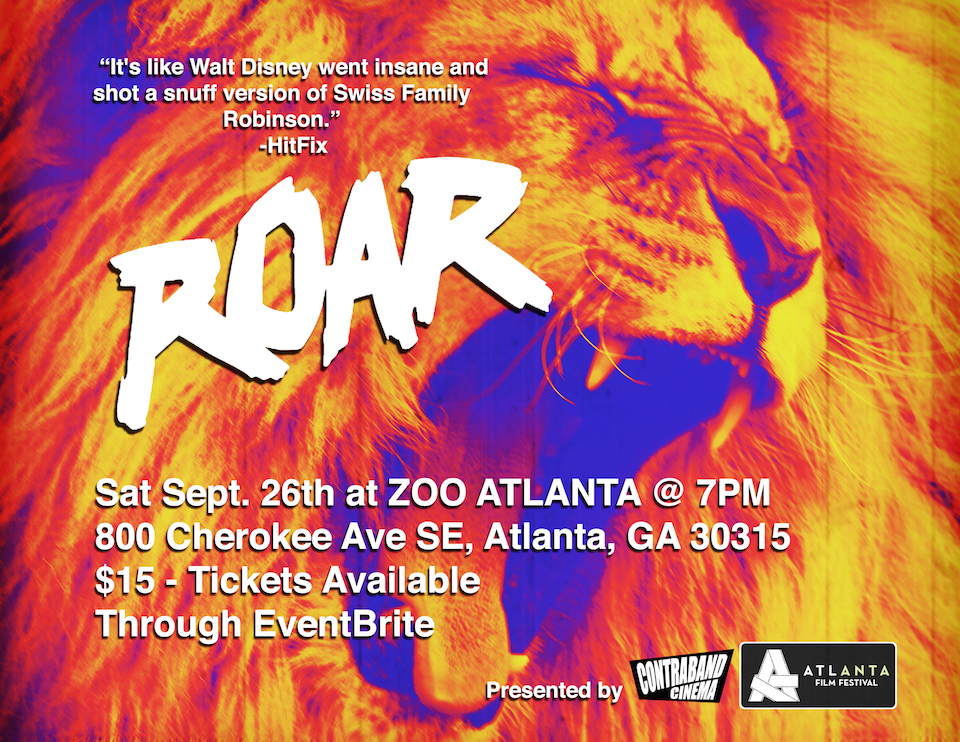 “It's like Walt Disney went insane and
shot a snuff version of Swiss Family
Robinson.”
-HitFix
ROAR
Sat Sept. 26th at ZOO ATLANTA @ 7PM
800 Cherokee Ave SE, Atlanta, GA 30315
$15 - Tickets Available
Through EventBrite
Presented by
CONTRABAND
CINEMA
ATLANTA
FILM FESTIVAL